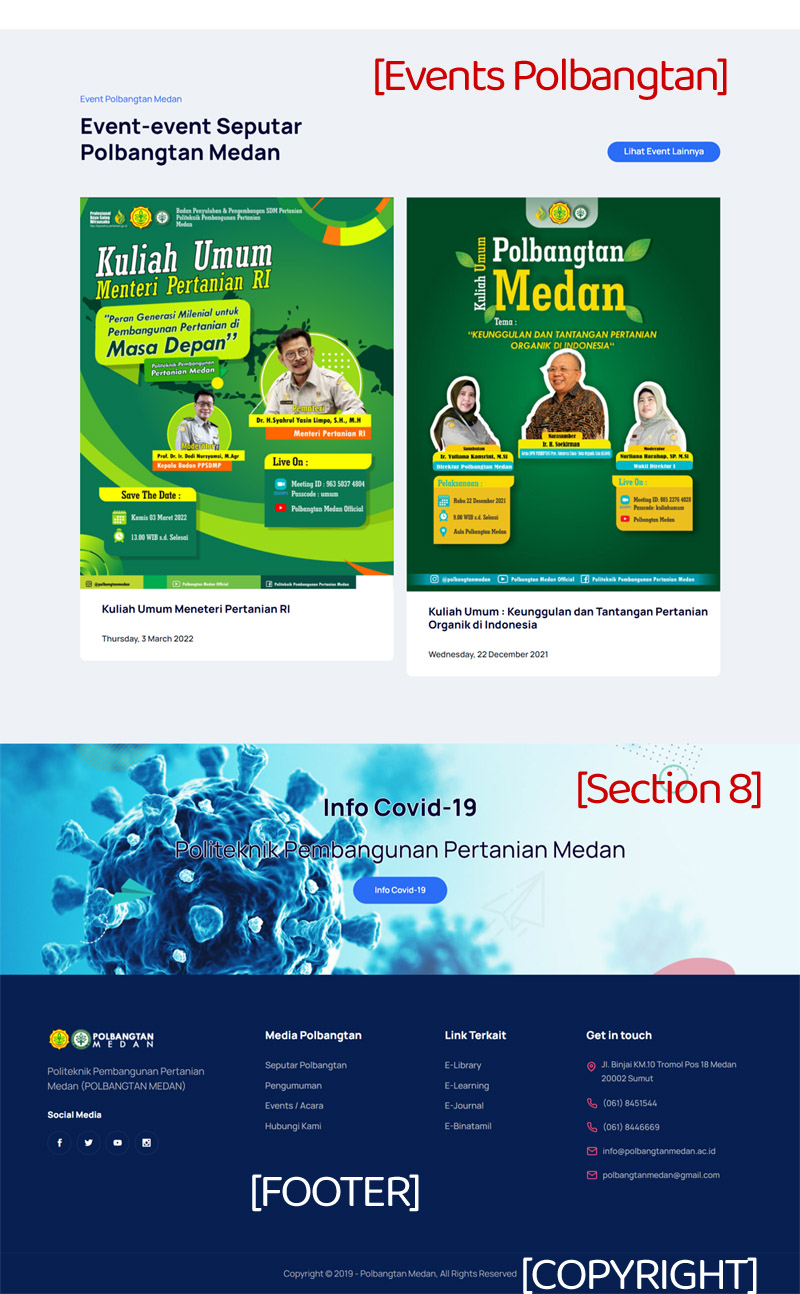 [Events Polbangtan]
Event Polbangtan Medan
Event-event Seputar
Polbangtan Medan
Lihat Event Lainnya
Badan Penyuluhan & Pengembangan SDM Pertanian
Politeknik Pembangunan Pertanian
Medan
Kuliah Umum
Menteri Pertanian RI
"Peran Generasi Milenial untuk
Pembangunan Pertanian di
Masa Depan"
Politeknik Pembangunan
Pertanian Medan
Pemateri
Dr. H.Syahrul Yasin Limpo, S.H., M.H
Menteri Pertanian RI
Moderator
Prof. Dr. Ir. Dedi Nursyamsi, M.Agr
Kepala Badan PPSDMP
Live On :
Meeting ID : 963 5037 4804
Passcode : umum
Polbangtan Medan Official
Save The Date :
Kamis 03 Maret 2022
13.00 WIB s.d. Selesai
@polbangtanmedan
Polbangtan Medan Official
Politeknik Pembangunan Pertanian Medan
Kuliah Umum Meneteri Pertanian RI
Thursday, 3 March 2022
Kuliah Umum
Polbangtan
Medan
Tema :
"KEUNGGULAN DAN TANTANGAN PERTANIAN
ORGANIK DI INDONESIA"
Sambutan
Ir. Yuliana Kansrini, M.Si
Direktur Polbangtan Medan
Narasumber
Ir. H. Soekirman
Moderator
Nurliana Harahap, SP. M.Si
Wakil Direktur I
Pelaksanaan :
Rabu 22 Desember 2021
9.00 WIB s.d. Selesai
Aula Polbangtan Medan
Live On :
Meeting ID: 885 2376 4028
Passcode: kuliahumum
Polbangtan Medan
@polbangtanmedan
Polbangtan Medan Official
Politeknik Pembangunan Pertanian Medan
Kuliah Umum : Keunggulan dan Tantangan Pertanian
Organik di Indonesia
Wednesday, 22 December 2021
[Section 8]
Info Covid-19
Politeknik Pembangunan Pertanian Medan
Info Covid-19
POLBANGTAN
MEDAN
Politeknik Pembangunan Pertanian
Medan (POLBANGTAN MEDAN)
Social Media
Media Polbangtan
Seputar Polbangtan
Pengumuman
Events / Acara
Hubungi Kami
Link Terkait
E-Library
E-Learning
E-Journal
E-Binatamil
Get in touch
Jl. Binjai KM.10 Tromol Pos 18 Medan
20002 Sumut
(061) 8451544
(061) 8446669
info@polbangtanmedan.ac.id
polbangtanmedan@gmail.com
[FOOTER]
Copyright © 2019 - Polbangtan Medan, All Rights Reserved
[COPYRIGHT]